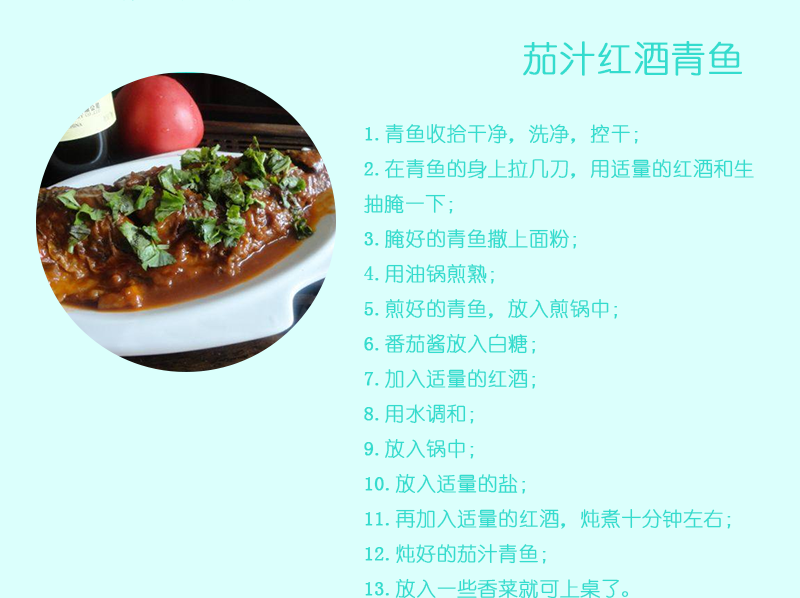 茄汁红酒青鱼
1. 青鱼收拾干净，洗净，控干；
2. 在青鱼的身上拉几刀，用适量的红酒和生
抽腌一下；
3. 腌好的青鱼撒上面粉；
4. 用油锅煎熟；
5. 煎好的青鱼，放入煎锅中；
6. 番茄酱放入白糖；
7. 加入适量的红酒；
8. 用水调和；
9. 放入锅中；
10. 放入适量的盐；
11. 再加入适量的红酒，炖煮十分钟左右；
12. 炖好的茄汁青鱼；
13. 放入一些香菜就可上桌了。